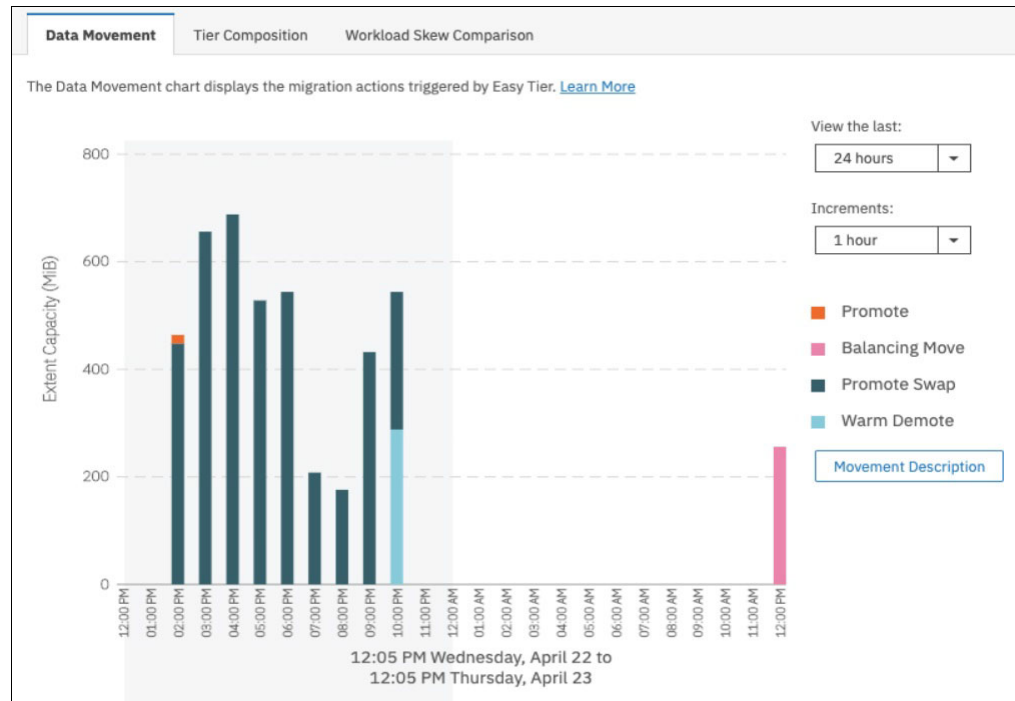 Data Movement Tier Composition Workload Skew Comparison
The Data Movement chart displays the migration actions triggered by Easy Tier. Learn More
View the last:
24 hours
Increments:
1 hour
Promote
Balancing Move
Promote Swap
Warm Demote
Movement Description
Extent Capacity (MiB)
800
600
400
200
0
12:00 PM
01:00 PM
02:00 PM
03:00 PM
04:00 PM
05:00 PM
06:00 PM
07:00 PM
08:00 PM
09:00 PM
10:00 PM
11:00 PM
12:00 AM
01:00 AM
02:00 AM
03:00 AM
04:00 AM
05:00 AM
06:00 AM
07:00 AM
08:00 AM
09:00 AM
10:00 AM
11:00 AM
12:00 PM
12:05 PM Wednesday, April 22 to
12:05 PM Thursday, April 23